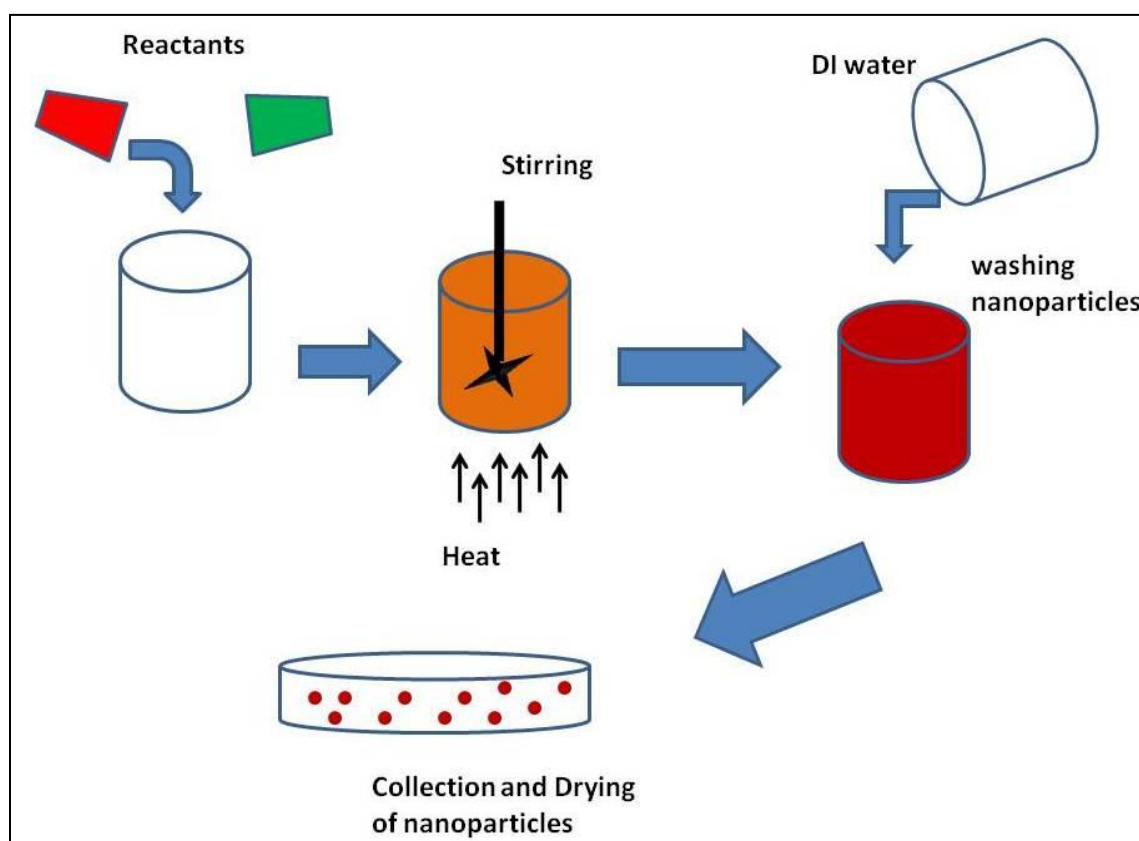 Reactants
DI water
Stirring
washing
nanoparticles
Heat
Collection and Drying
of nanoparticles